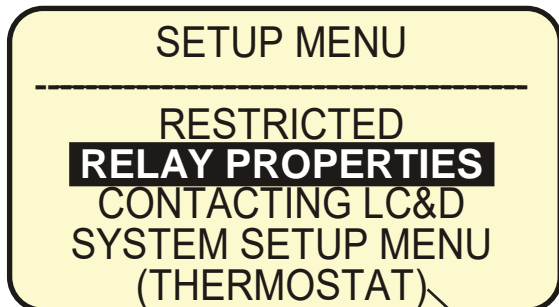 SETUP MENU
--------------------------------------
RESTRICTED
RELAY PROPERTIES
CONTACTING LC&D
SYSTEM SETUP MENU
(THERMOSTAT)